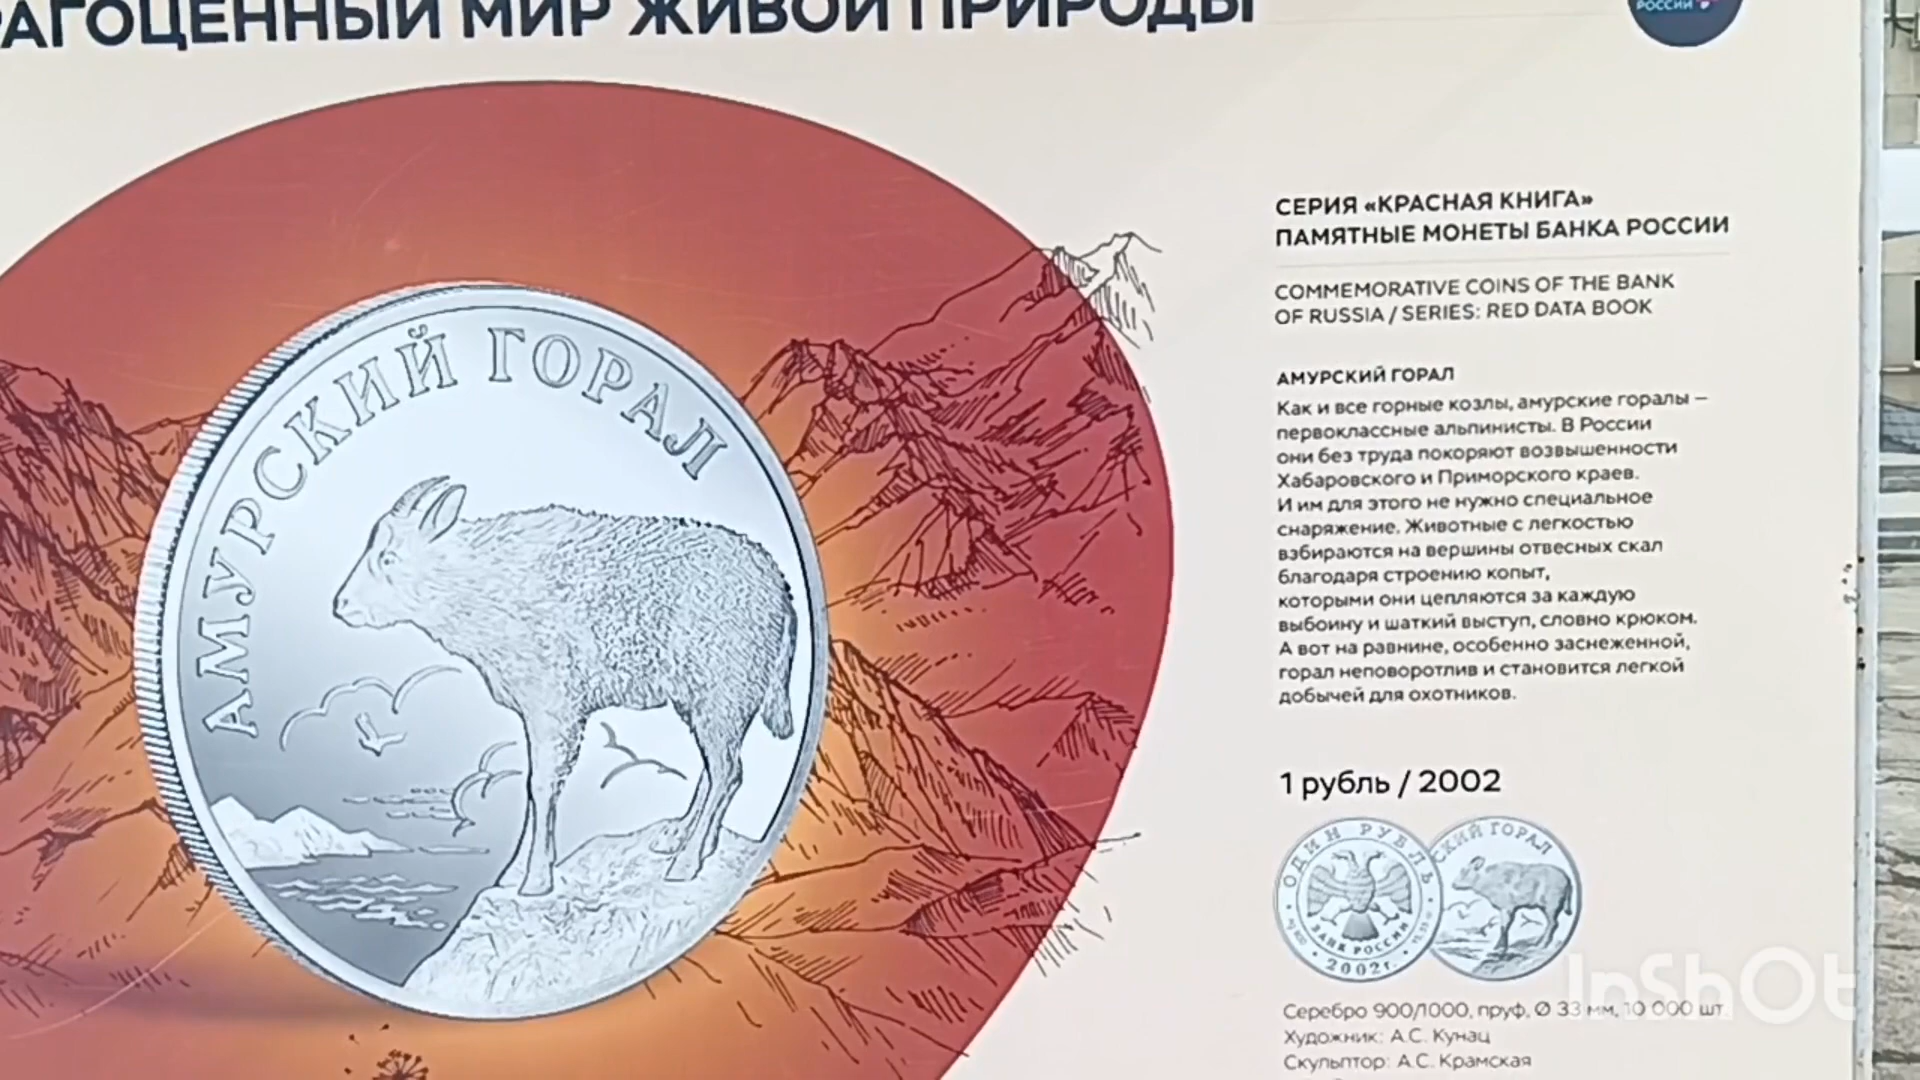 РАГОЦЕННЫЙ МИР ЖИВОЙ ПРИРОДЫ
РОССИИ
СЕРИЯ «КРАСНАЯ КНИГА»
ПАМЯТНЫЕ МОНЕТЫ БАНКА РОССИИ
COMMEMORATIVE COINS OF THE BANK
OF RUSSIA / SERIES: RED DATA BOOK
АМУРСКИЙ ГОРАЛ
АМУРСКИЙ ГОРАЛ
Как и все горные козлы, амурские горалы –
первоклассные альпинисты. В России
они без труда покоряют возвышенности
Хабаровского и Приморского краев.
И им для этого не нужно специальное
снаряжение. Животные с легкостью
взбираются на вершины отвесных скал
благодаря строению копыт,
которыми они цепляются за каждую
выбоину и шаткий выступ, словно крюком.
А вот на равнине, особенно заснеженной,
горал неповоротлив и становится легкой
добычей для охотников.
1 рубль / 2002
ОДИН РУБЛЬ
БАНК РОССИИ
2002 г.
СКИЙ ГОРАЛ
Серебро 900/1000, пруф, Ø 33 мм, 10 000 шт.
Художник: А.С. Кунац
Скульптор: А.С. Крамская
InShOt